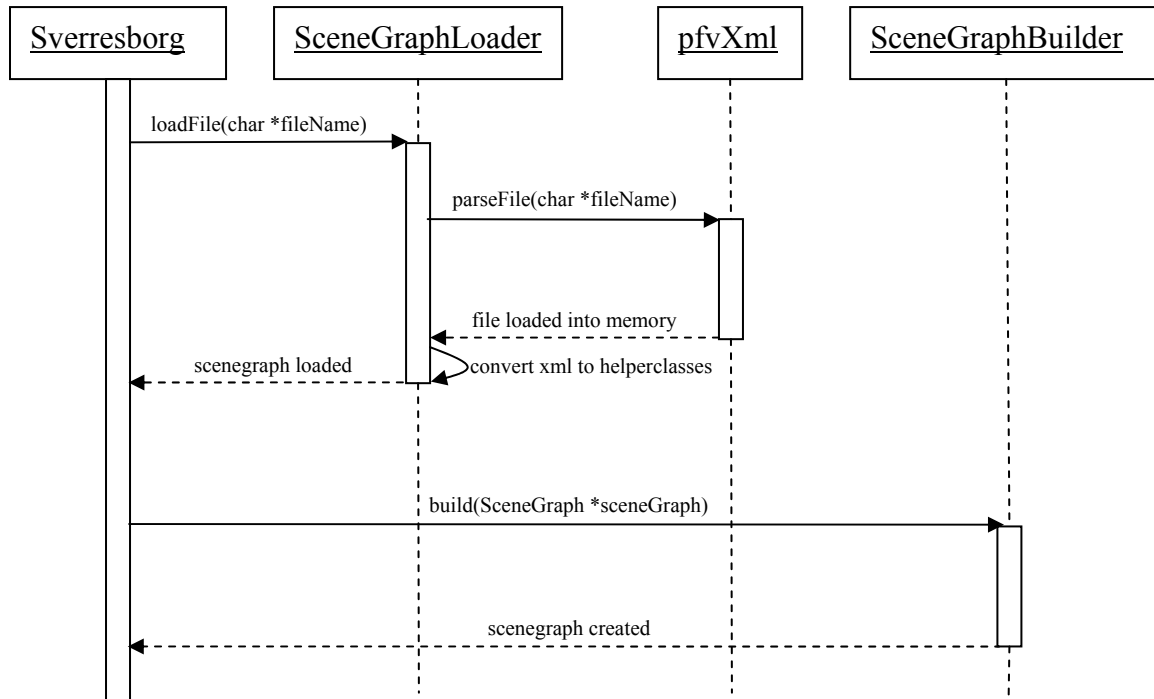 Sverresborg
SceneGraphLoader
pfvXml
SceneGraphBuilder
loadFile(char *fileName)
parseFile(char *fileName)
file loaded into memory
scenegraph loaded
convert xml to helperclasses
build(SceneGraph *sceneGraph)
scenegraph created